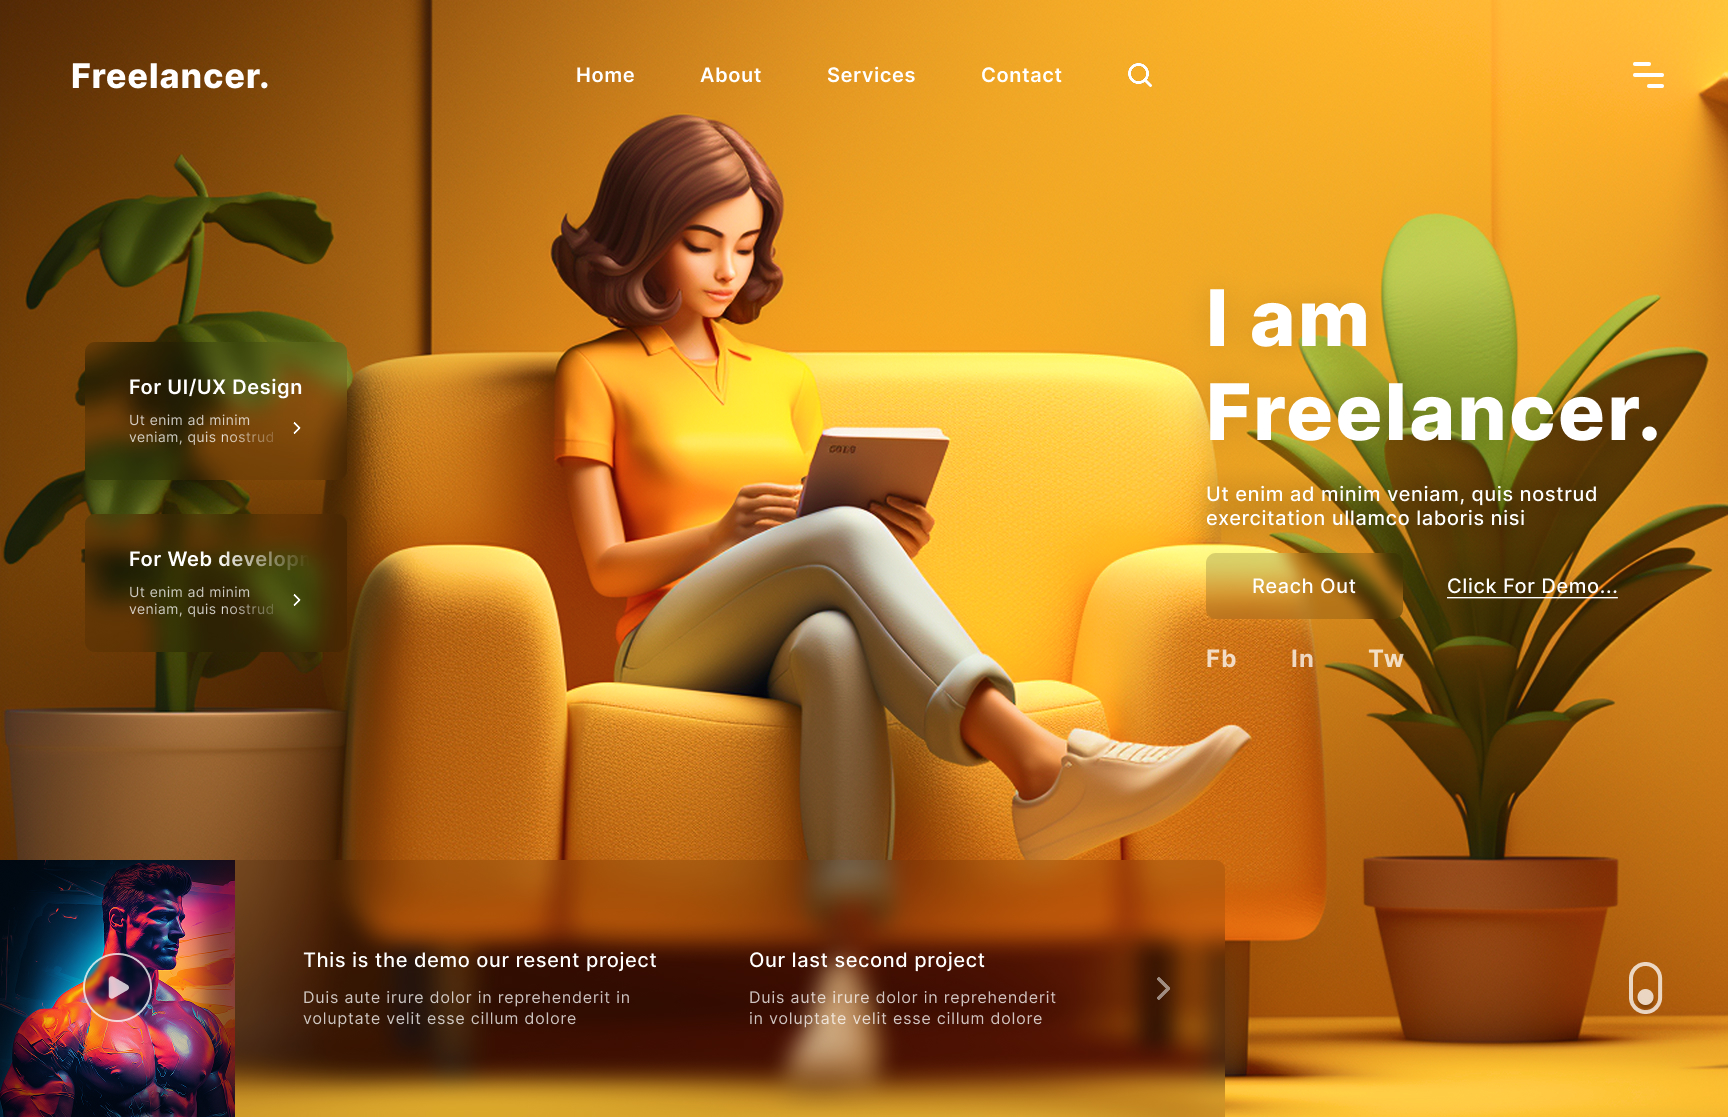 Freelancer.
Home
About
Services
Contact
I am
Freelancer.
Ut enim ad minim veniam, quis nostrud
exercitation ullamco laboris nisi
Reach Out
Click For Demo...
Fb
In
Tw
For UI/UX Design
Ut enim ad minim
veniam, quis nostrud
For Web develop
Ut enim ad minim
veniam, quis nostrud
This is the demo our resent project
Duis aute irure dolor in reprehenderit in
voluptate velit esse cillum dolore
Our last second project
Duis aute irure dolor in reprehenderit
in voluptate velit esse cillum dolore